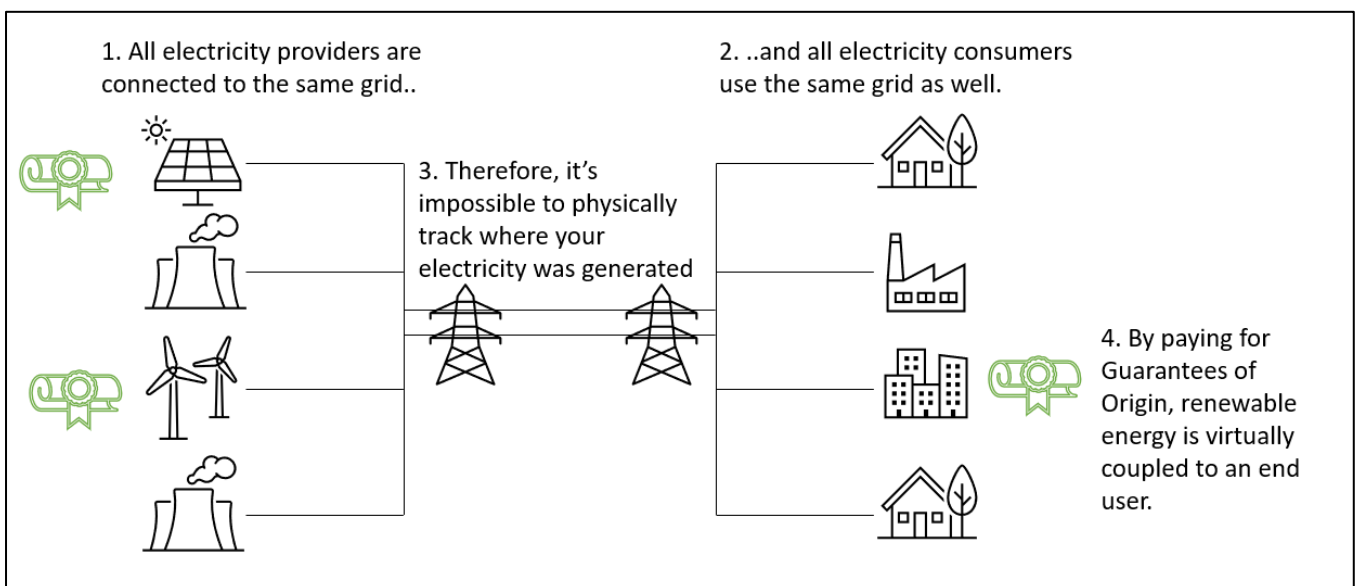 1. All electricity providers are
connected to the same grid..
2. ..and all electricity consumers
use the same grid as well.
3. Therefore, it’s
impossible to physically
track where your
electricity was generated
4. By paying for
Guarantees of
Origin, renewable
energy is virtually
coupled to an end
user.